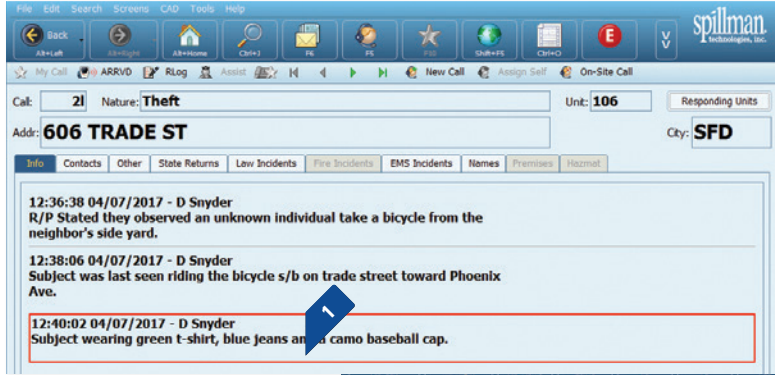 File Edit Search Screens CAD Tools Help
Back
Alt+Left Alt+Right Alt+Home Ctrl+J F6 F5 F10 Shift+F5 Ctrl+O E
spillman.
technologies, inc.
My Call ARRVD RLog Assist New Call Assign Self On-Site Call
Call: 2l Nature: Theft Unit: 106 Responding Units
Addr: 606 TRADE ST City: SFD
Info Contacts Other State Returns Law Incidents Fire Incidents EMS Incidents Names Premises Hazmat
12:36:38 04/07/2017 - D Snyder
R/P Stated they observed an unknown individual take a bicycle from the
neighbor's side yard.
12:38:06 04/07/2017 - D Snyder
Subject was last seen riding the bicycle s/b on trade street toward Phoenix
Ave.
1
12:40:02 04/07/2017 - D Snyder
Subject wearing green t-shirt, blue jeans an camo baseball cap.